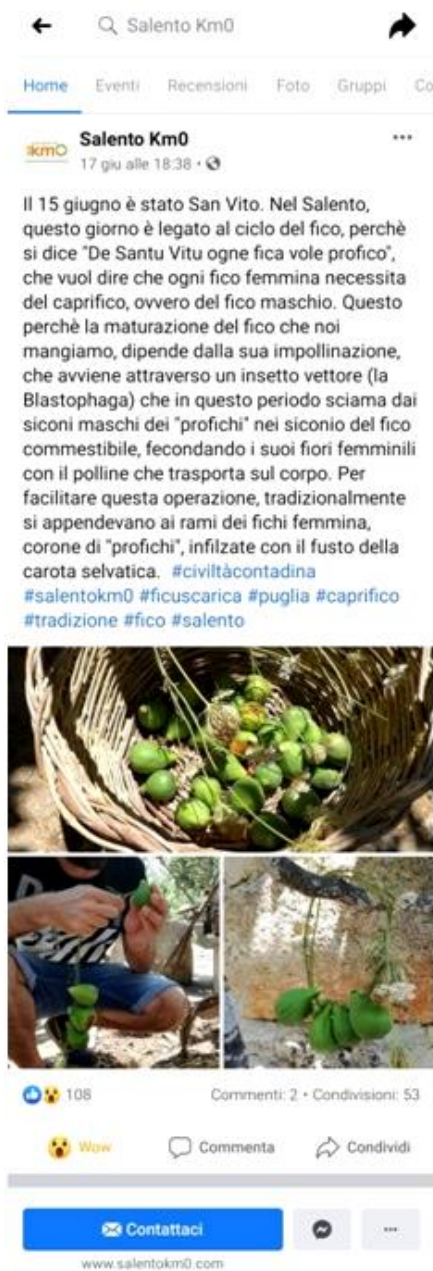 Salento Km0
Home Eventi Recensioni Foto Gruppi Co
km0
Salento Km0
17 giu alle 18:38 •
Il 15 giugno è stato San Vito. Nel Salento,
questo giorno è legato al ciclo del fico, perchè
si dice "De Santu Vitu ogne fica vole profico",
che vuol dire che ogni fico femmina necessita
del caprifico, ovvero del fico maschio. Questo
perchè la maturazione del fico che noi
mangiamo, dipende dalla sua impollinazione,
che avviene attraverso un insetto vettore (la
Blastophaga) che in questo periodo sciama dai
siconi maschi dei "profichi" nei siconio del fico
commestibile, fecondando i suoi fiori femminili
con il polline che trasporta sul corpo. Per
facilitare questa operazione, tradizionalmente
si appendevano ai rami dei fichi femmina,
corone di "profichi", infilzate con il fusto della
carota selvatica. #civiltàcontadina
#salentokm0 #ficuscarica #puglia #caprifico
#tradizione #fico #salento
108 Commenti: 2 • Condivisioni: 53
Wow Commenta Condividi
Contattaci
www.salentokm0.com